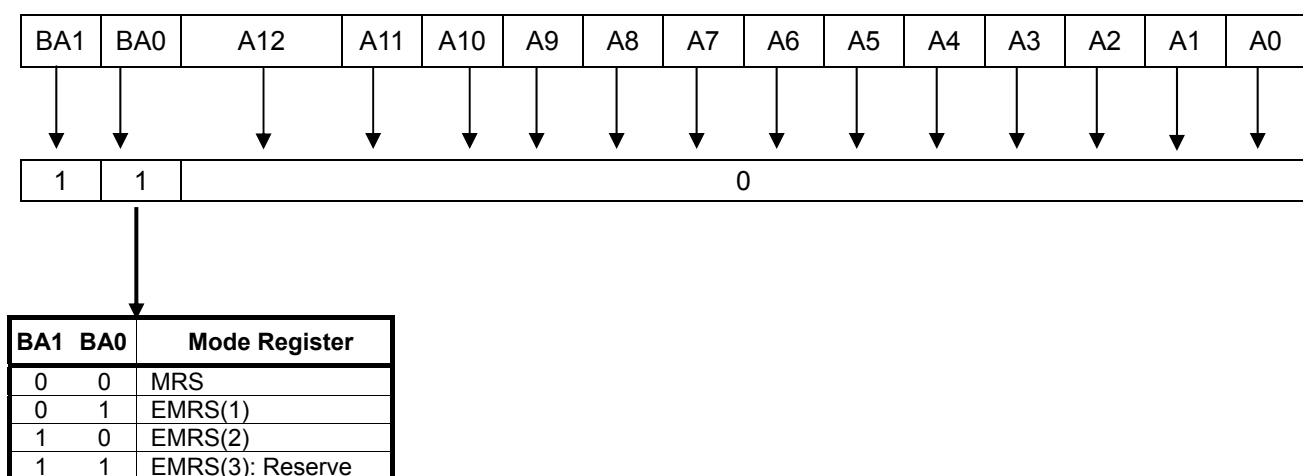 BA1 BA0 A12 A11 A10 A9 A8 A7 A6 A5 A4 A3 A2 A1 A0
1 1 0
BA1 BA0 Mode Register
0 0 MRS
0 1 EMRS(1)
1 0 EMRS(2)
1 1 EMRS(3): Reserve